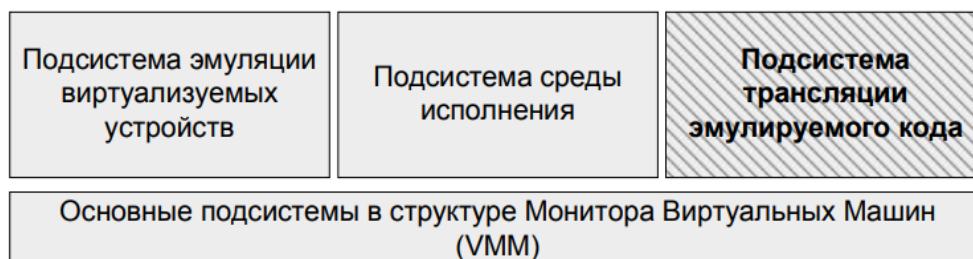 Подсистема эмуляции
виртуализуемых
устройств
Подсистема среды
исполнения
Подсистема
трансляции
эмулируемого кода
Основные подсистемы в структуре Монитора Виртуальных Машин
(VMM)